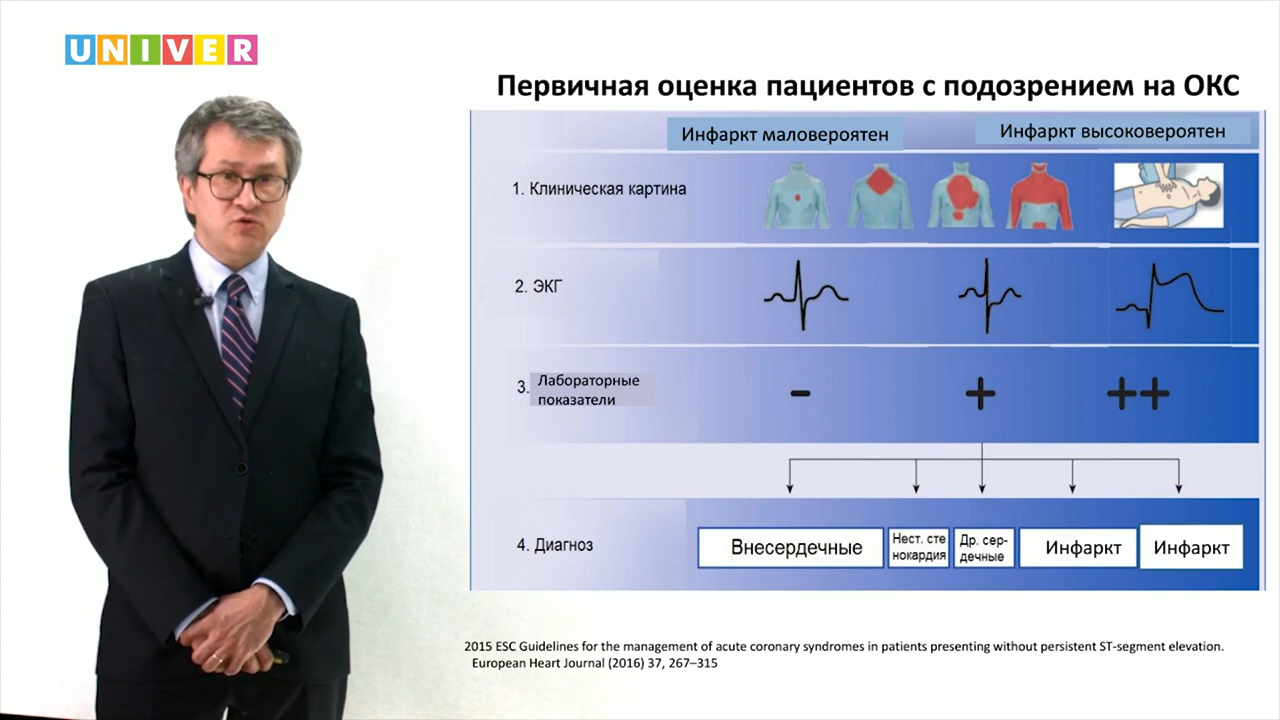 UNIVER
Первичная оценка пациентов с подозрением на ОКС
Инфаркт маловероятен
Инфаркт высоковероятен
1. Клиническая картина
2. ЭКГ
3. Лабораторные
показатели
-
+
++
4. Диагноз
Внесердечные
Нест. сте
нокардия
Др. сер-
дечные
Инфаркт
Инфаркт
2015 ESC Guidelines for the management of acute coronary syndromes in patients presenting without persistent ST-segment elevation.
European Heart Journal (2016) 37, 267–315